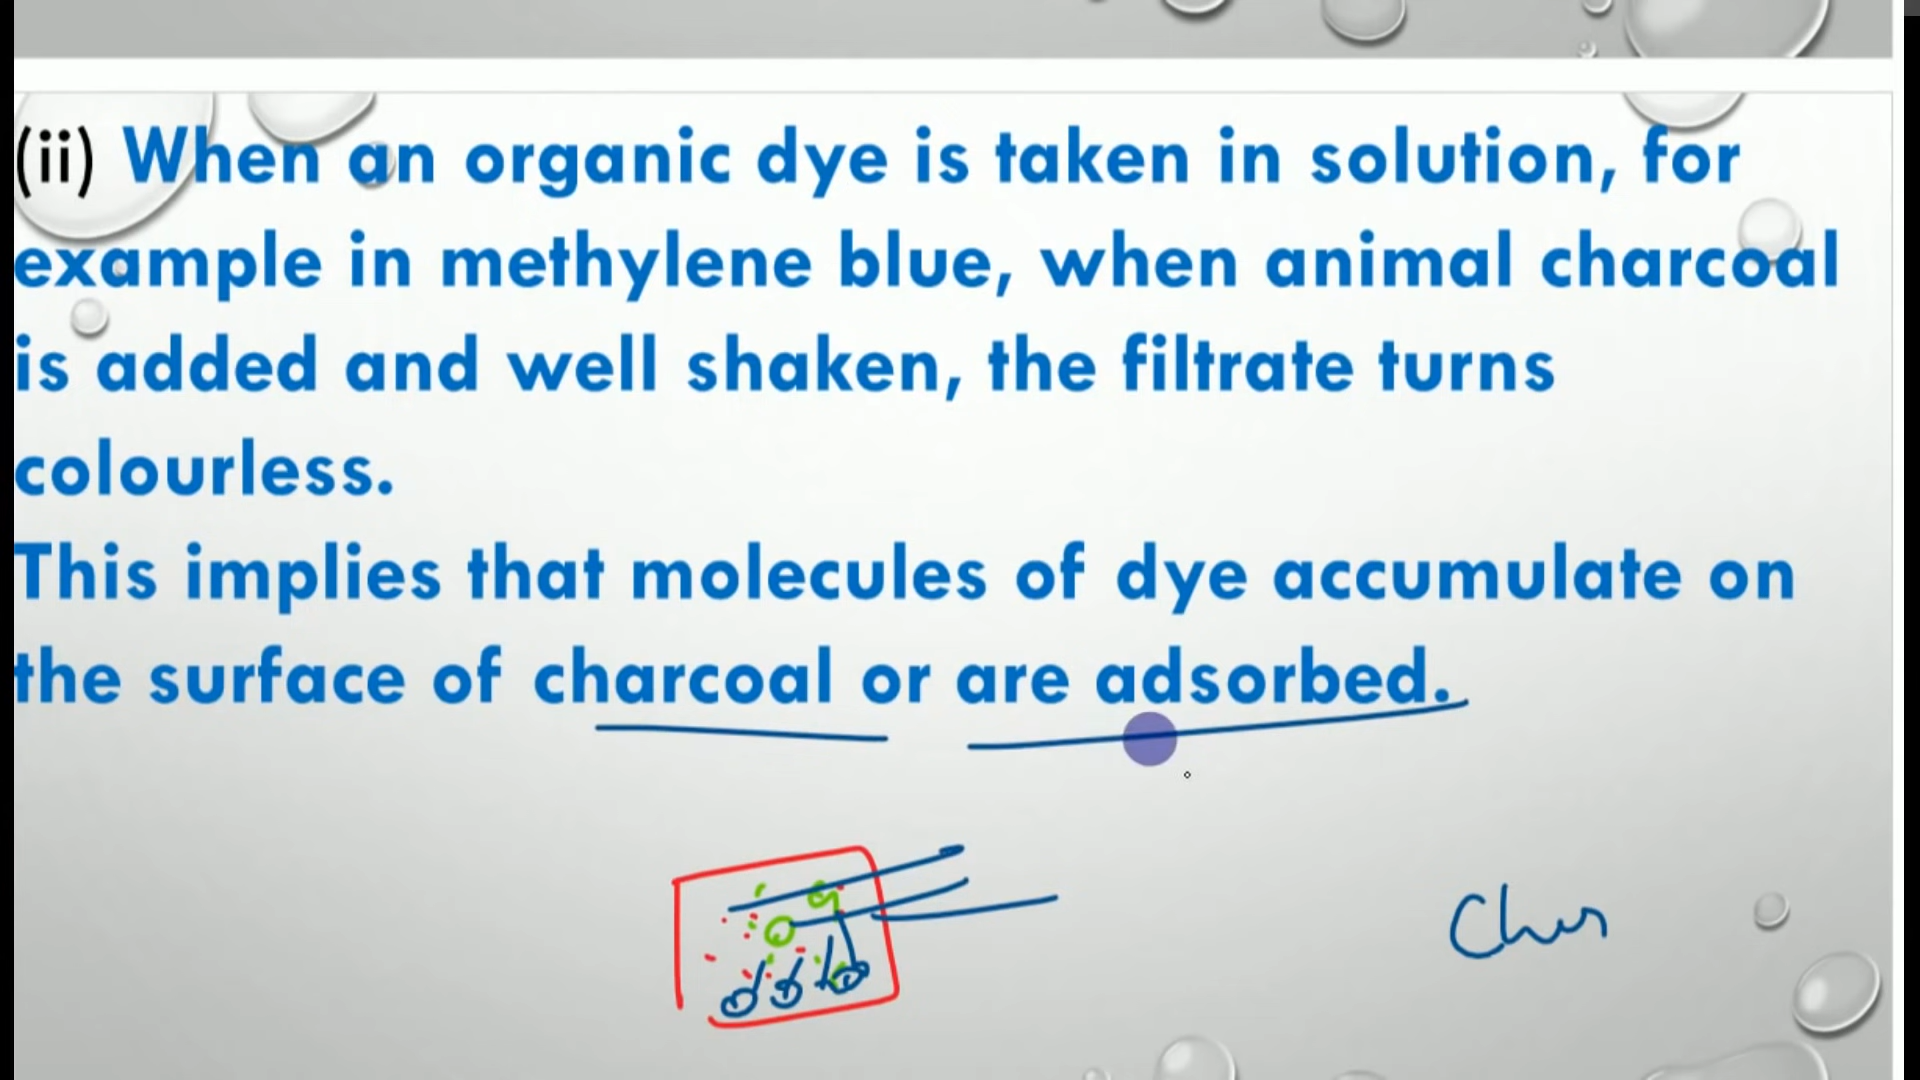 (ii) When an organic dye is taken in solution, for
example in methylene blue, when animal charcoal
is added and well shaken, the filtrate turns
colourless.
This implies that molecules of dye accumulate on
the surface of charcoal or are adsorbed.